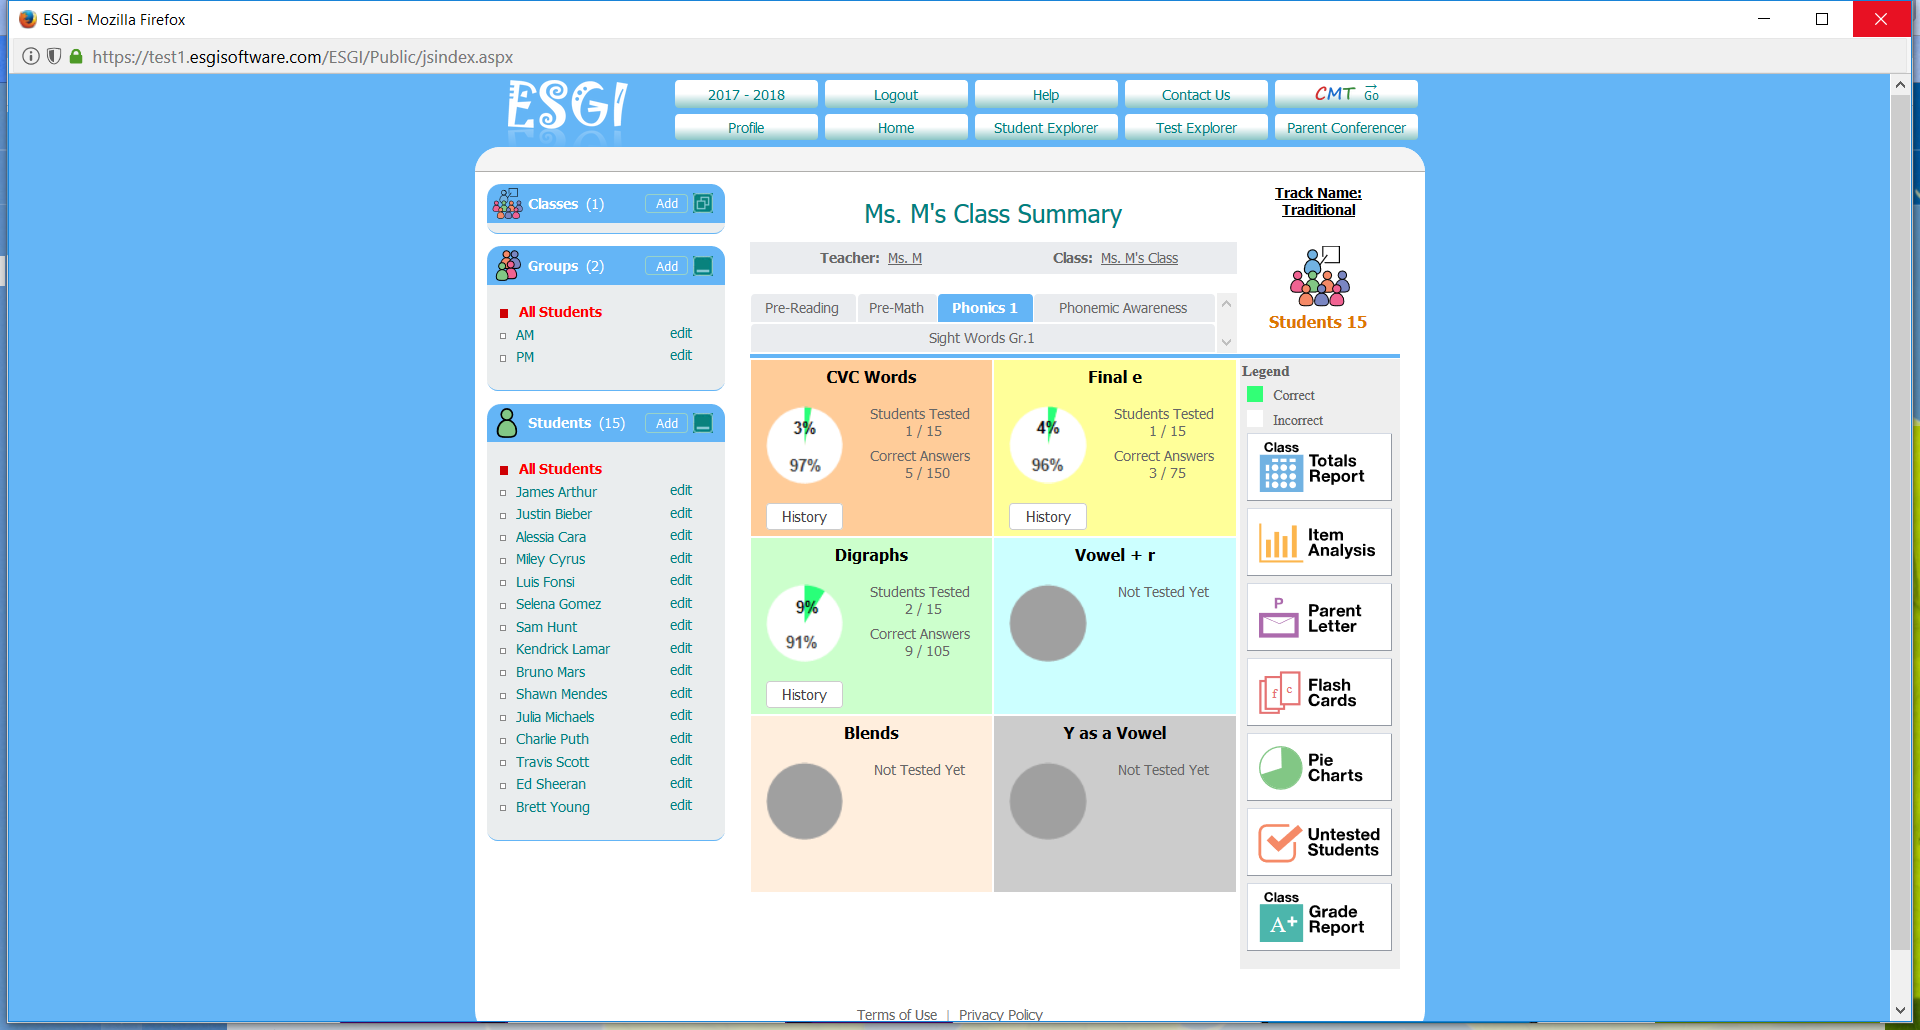 ESGI - Mozilla Firefox
https://test1.esgisoftware.com/ESGI/Public/jsindex.aspx
ESGI
2017 - 2018
Logout
Help
Contact Us
CMT Go
Profile
Home
Student Explorer
Test Explorer
Parent Conferencer
Classes (1)
Add
Groups (2)
Add
All Students
AM edit
PM edit
Students (15)
Add
All Students
James Arthur edit
Justin Bieber edit
Alessia Cara edit
Miley Cyrus edit
Luis Fonsi edit
Selena Gomez edit
Sam Hunt edit
Kendrick Lamar edit
Bruno Mars edit
Shawn Mendes edit
Julia Michaels edit
Charlie Puth edit
Travis Scott edit
Ed Sheeran edit
Brett Young edit
Ms. M's Class Summary
Teacher: Ms. M Class: Ms. M's Class
Pre-Reading
Pre-Math
Phonics 1
Phonemic Awareness
Sight Words Gr.1
Track Name:
Traditional
Students 15
CVC Words
3%
97%
Students Tested
1 / 15
Correct Answers
5 / 150
History
Final e
4%
96%
Students Tested
1 / 15
Correct Answers
3 / 75
History
Digraphs
9%
91%
Students Tested
2 / 15
Correct Answers
9 / 105
History
Vowel + r
Not Tested Yet
Blends
Not Tested Yet
Y as a Vowel
Not Tested Yet
Legend
Correct
Incorrect
Class
Totals
Report
Item
Analysis
P
Parent
Letter
f c
Flash
Cards
Pie
Charts
Untested
Students
Class
A+
Grade
Report
Terms of Use | Privacy Policy